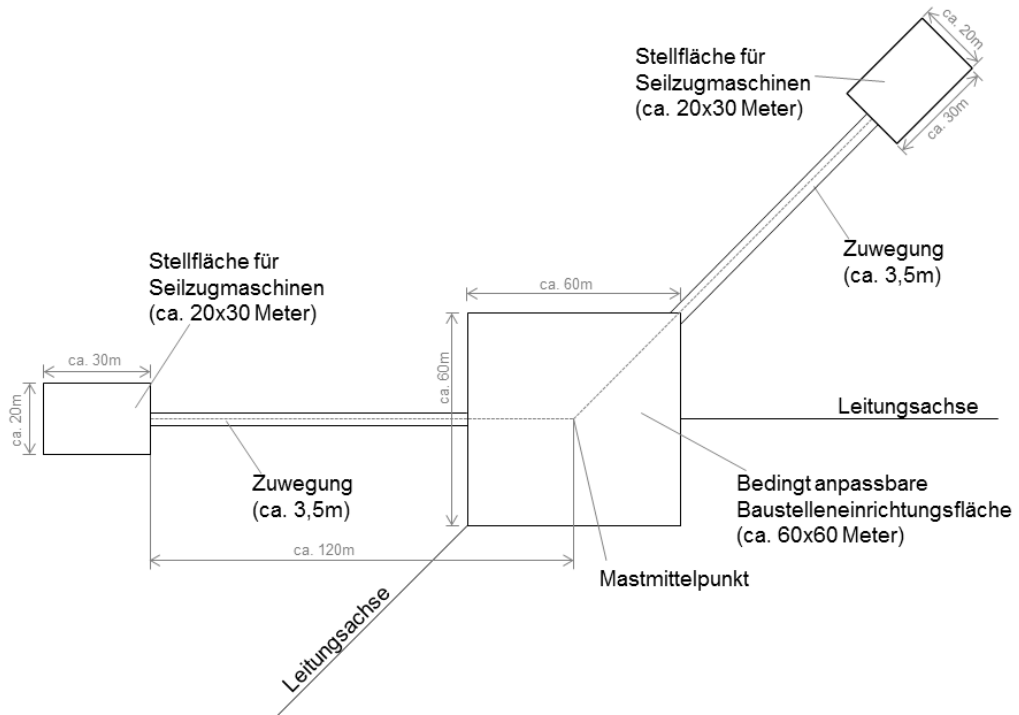 Stellfläche für
Seilzugmaschinen
(ca. 20x30 Meter)
ca. 20m
ca. 30m
Zuwegung
(ca. 3,5m)
Stellfläche für
Seilzugmaschinen
(ca. 20x30 Meter)
ca. 60m
ca. 60m
ca. 30m
ca. 20m
Leitungsachse
Zuwegung
(ca. 3,5m)
Bedingt anpassbare
Baustelleneinrichtungsfläche
(ca. 60x60 Meter)
ca. 120m
Mastmittelpunkt
Leitungsachse